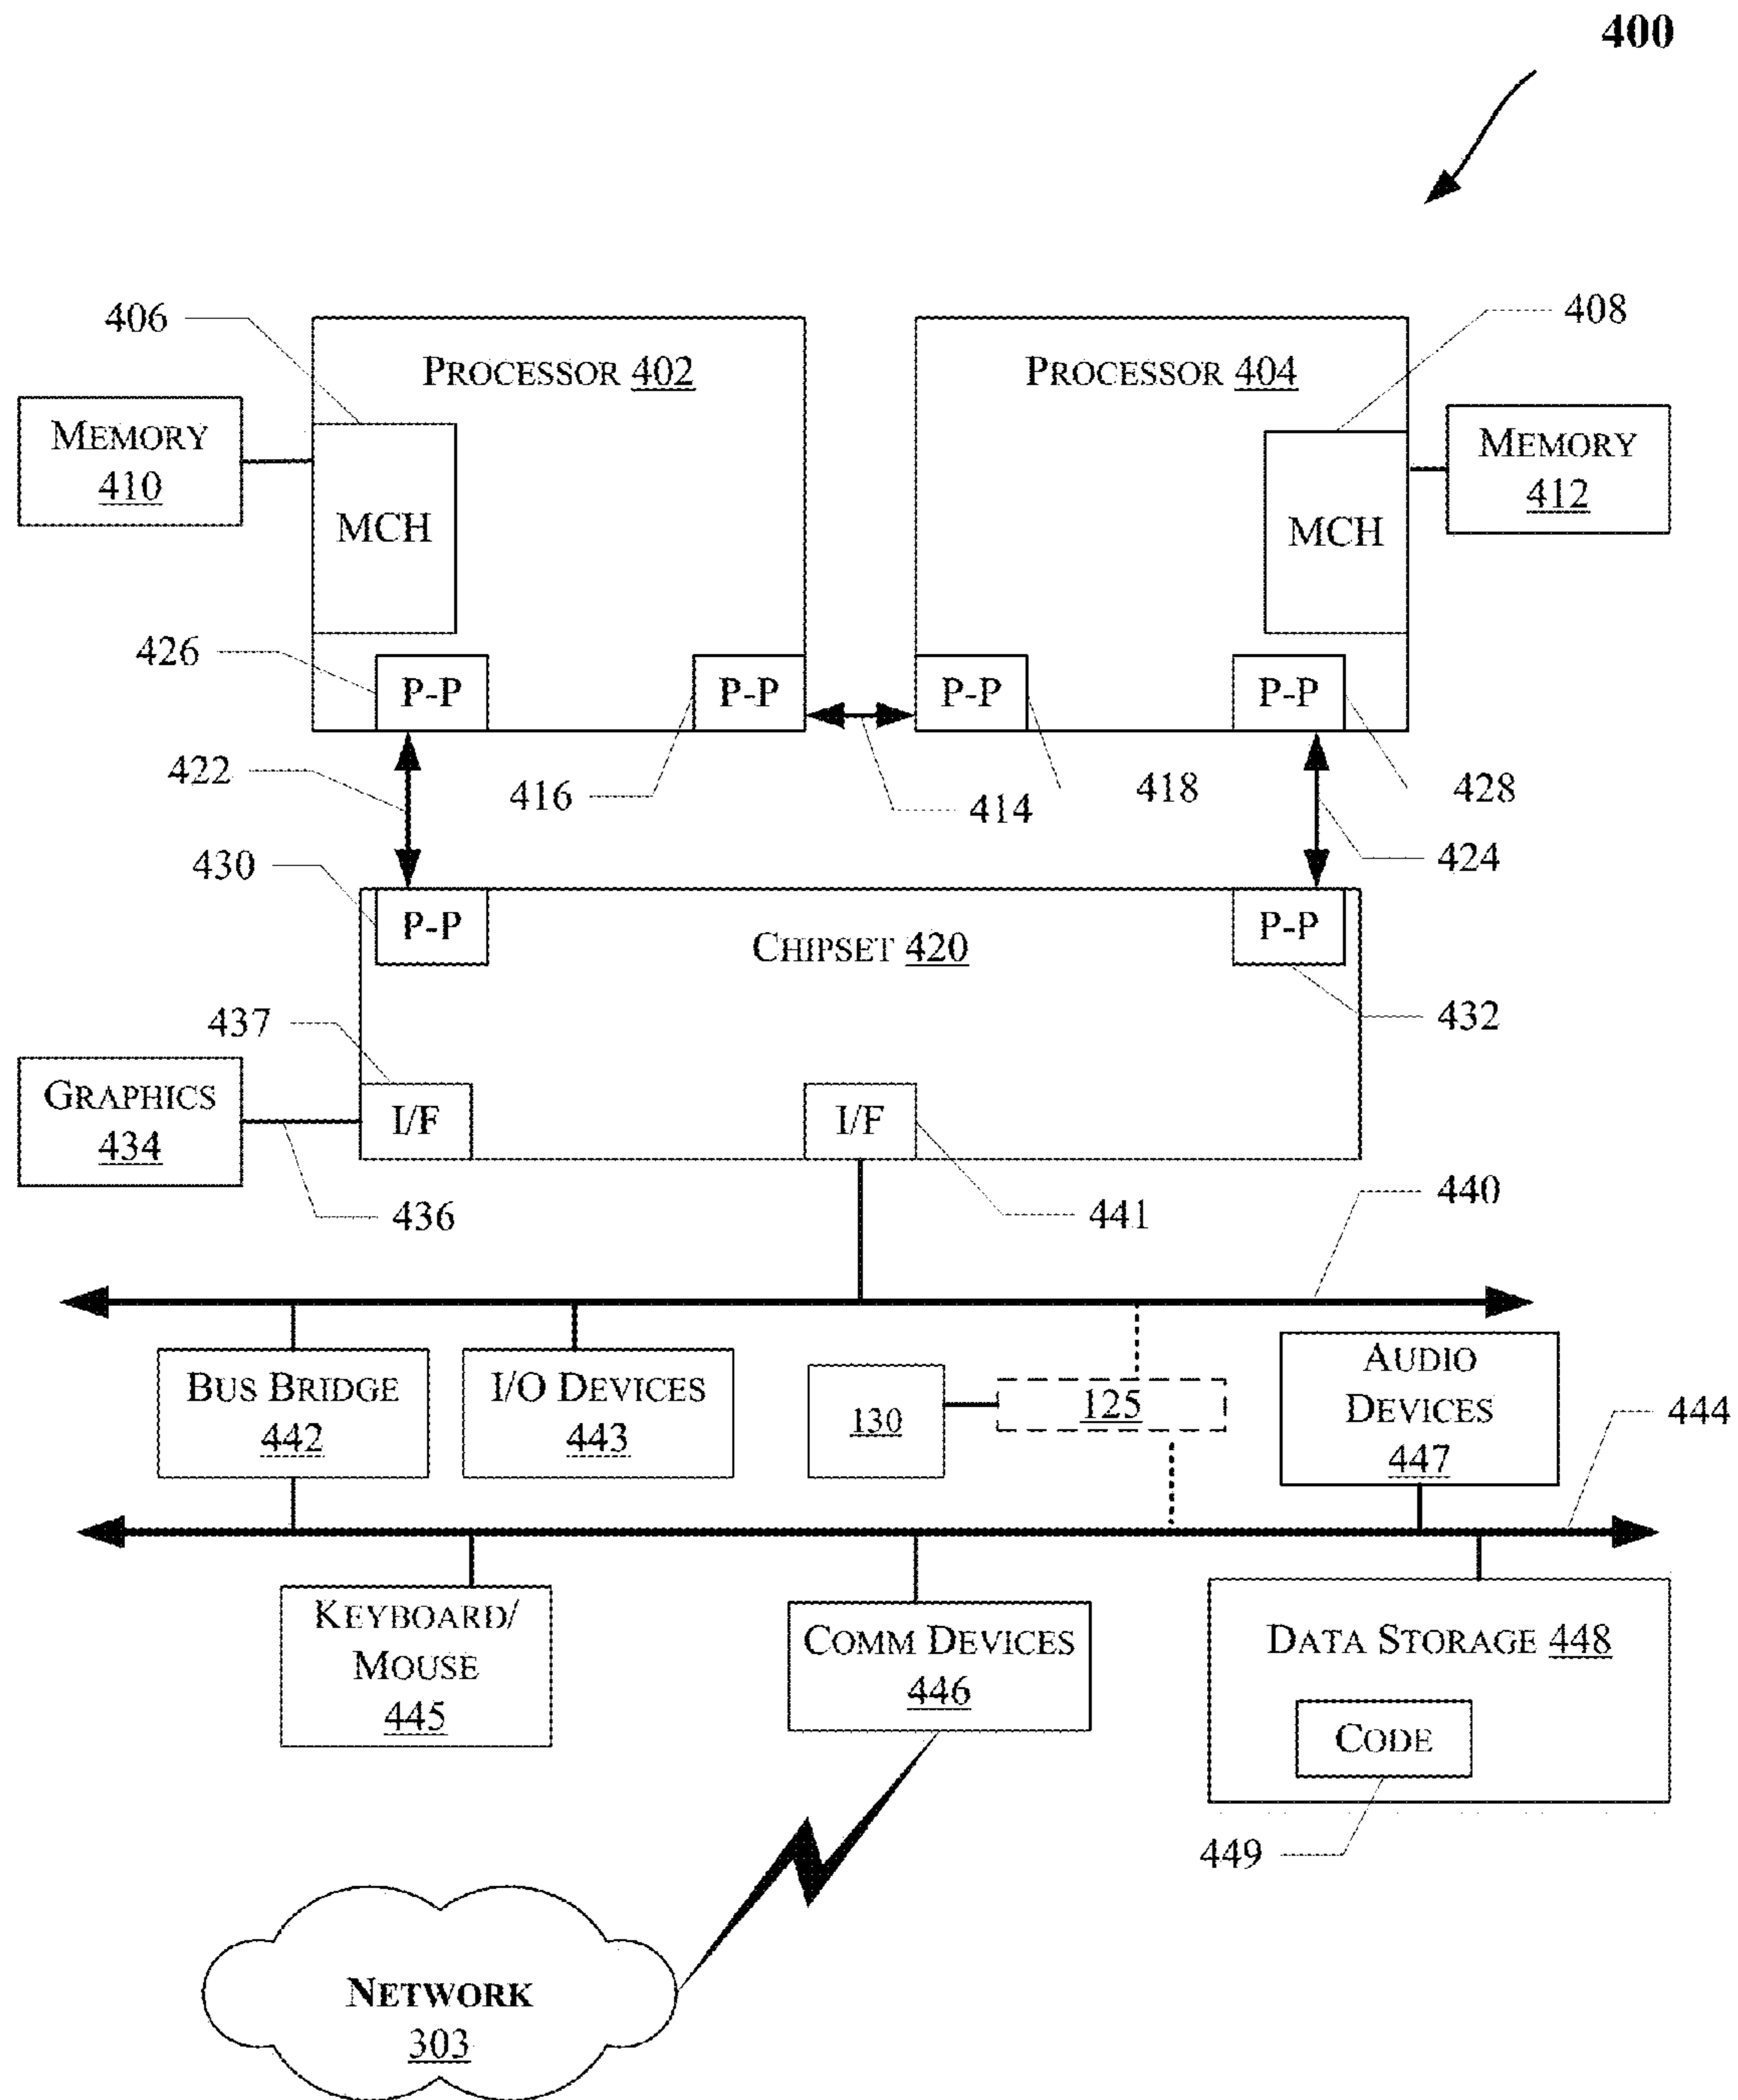 400
406
408
PROCESSOR 402
PROCESSOR 404
MEMORY
410
MEMORY
412
MCH
MCH
426
P-P
P-P
P-P
P-P
422
416
414
418
428
424
430
P-P
CHIPSET 420
P-P
432
437
GRAPHICS
434
I/F
I/F
436
441
440
BUS BRIDGE
442
I/O DEVICES
443
130
125
AUDIO
DEVICES
447
444
KEYBOARD/
MOUSE
445
COMM DEVICES
446
DATA STORAGE 448
CODE
449
NETWORK
303